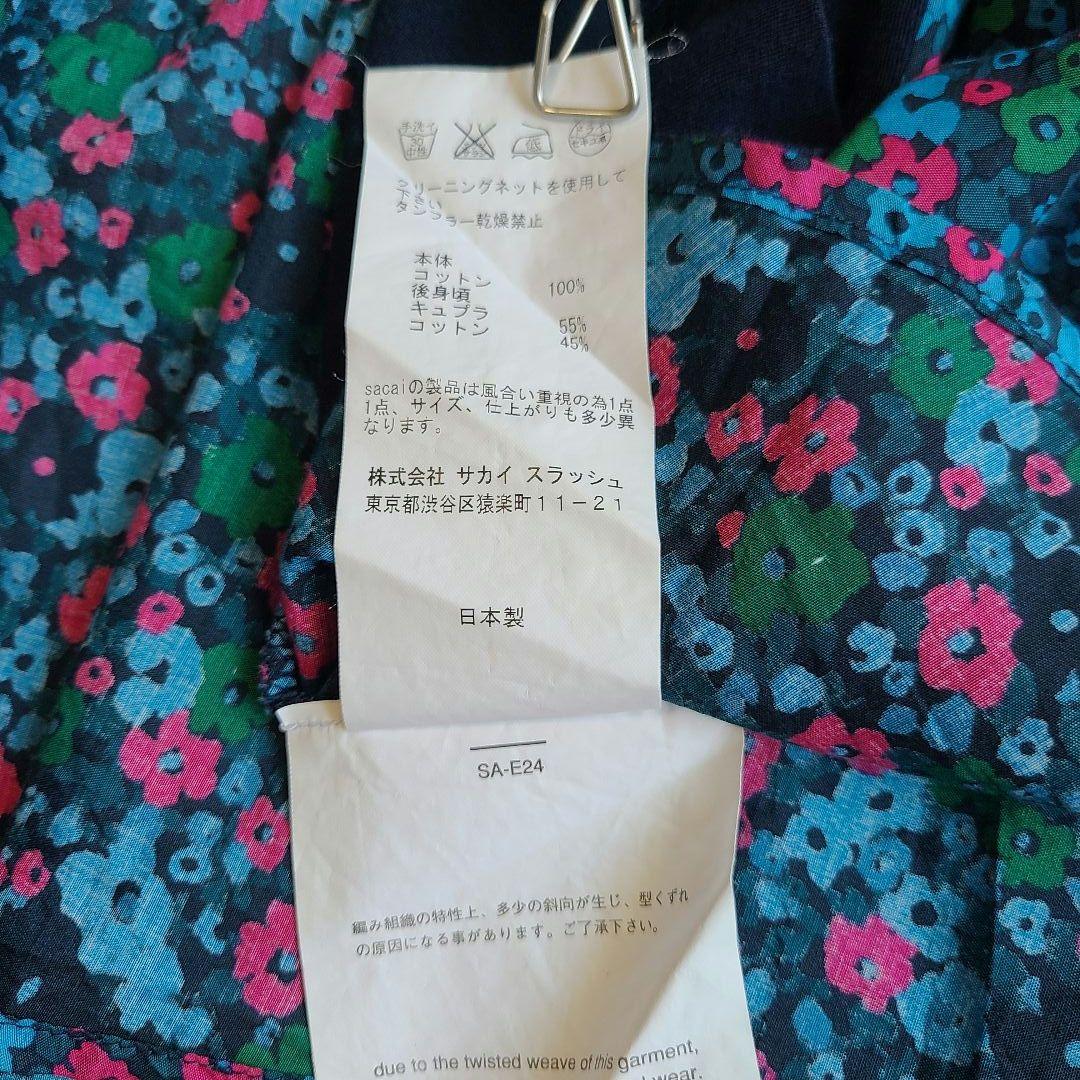 手洗イ
30
中性
低
ドライ
セキユ系
クリーニングネットを使用して
下さい
タンブラー乾燥禁止
本体
コットン 100%
後身頃
キュプラ 55%
コットン 45%
sacaiの製品は風合い重視の為1点
1点、サイズ、仕上がりも多少異
なります。
株式会社 サカイ スラッシュ
東京都渋谷区猿楽町11-21
日本製
SA-E24
編み組織の特性上、多少の斜向が生じ、型くずれ
の原因になる事があります。ご了承下さい。
due to the twisted weave of this garment,
wear.